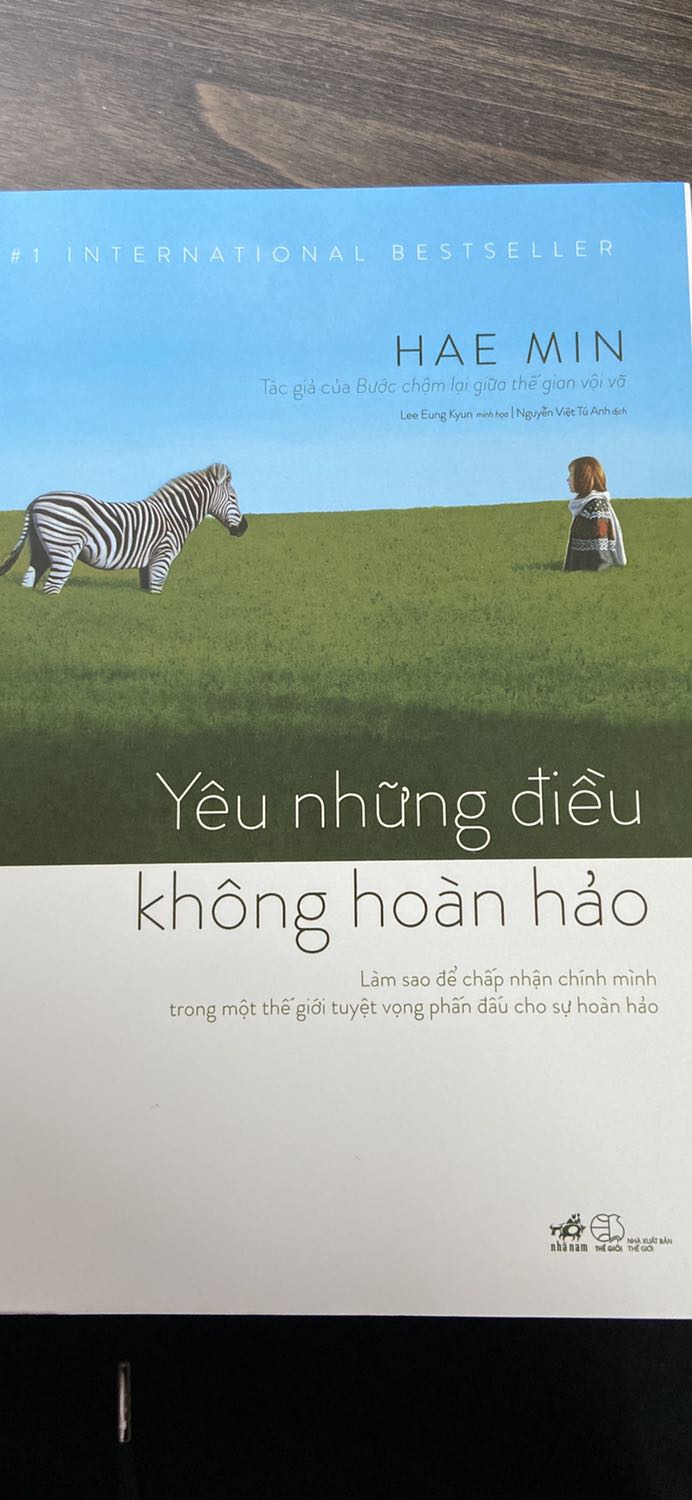 #1 INTERNATIONAL BESTSELLER
HAE MIN
Tác giả của Bước chậm lại giữa thế gian vội vã
Lee Eung Kyun minh họa | Nguyễn Việt Tú Anh dịch
Yêu những điều
không hoàn hảo
Làm sao để chấp nhận chính mình
trong một thế giới tuyệt vọng phấn đấu cho sự hoàn hảo
nhã nam
THẾ GIỚI
NHÀ XUẤT BẢN
THẾ GIỚI